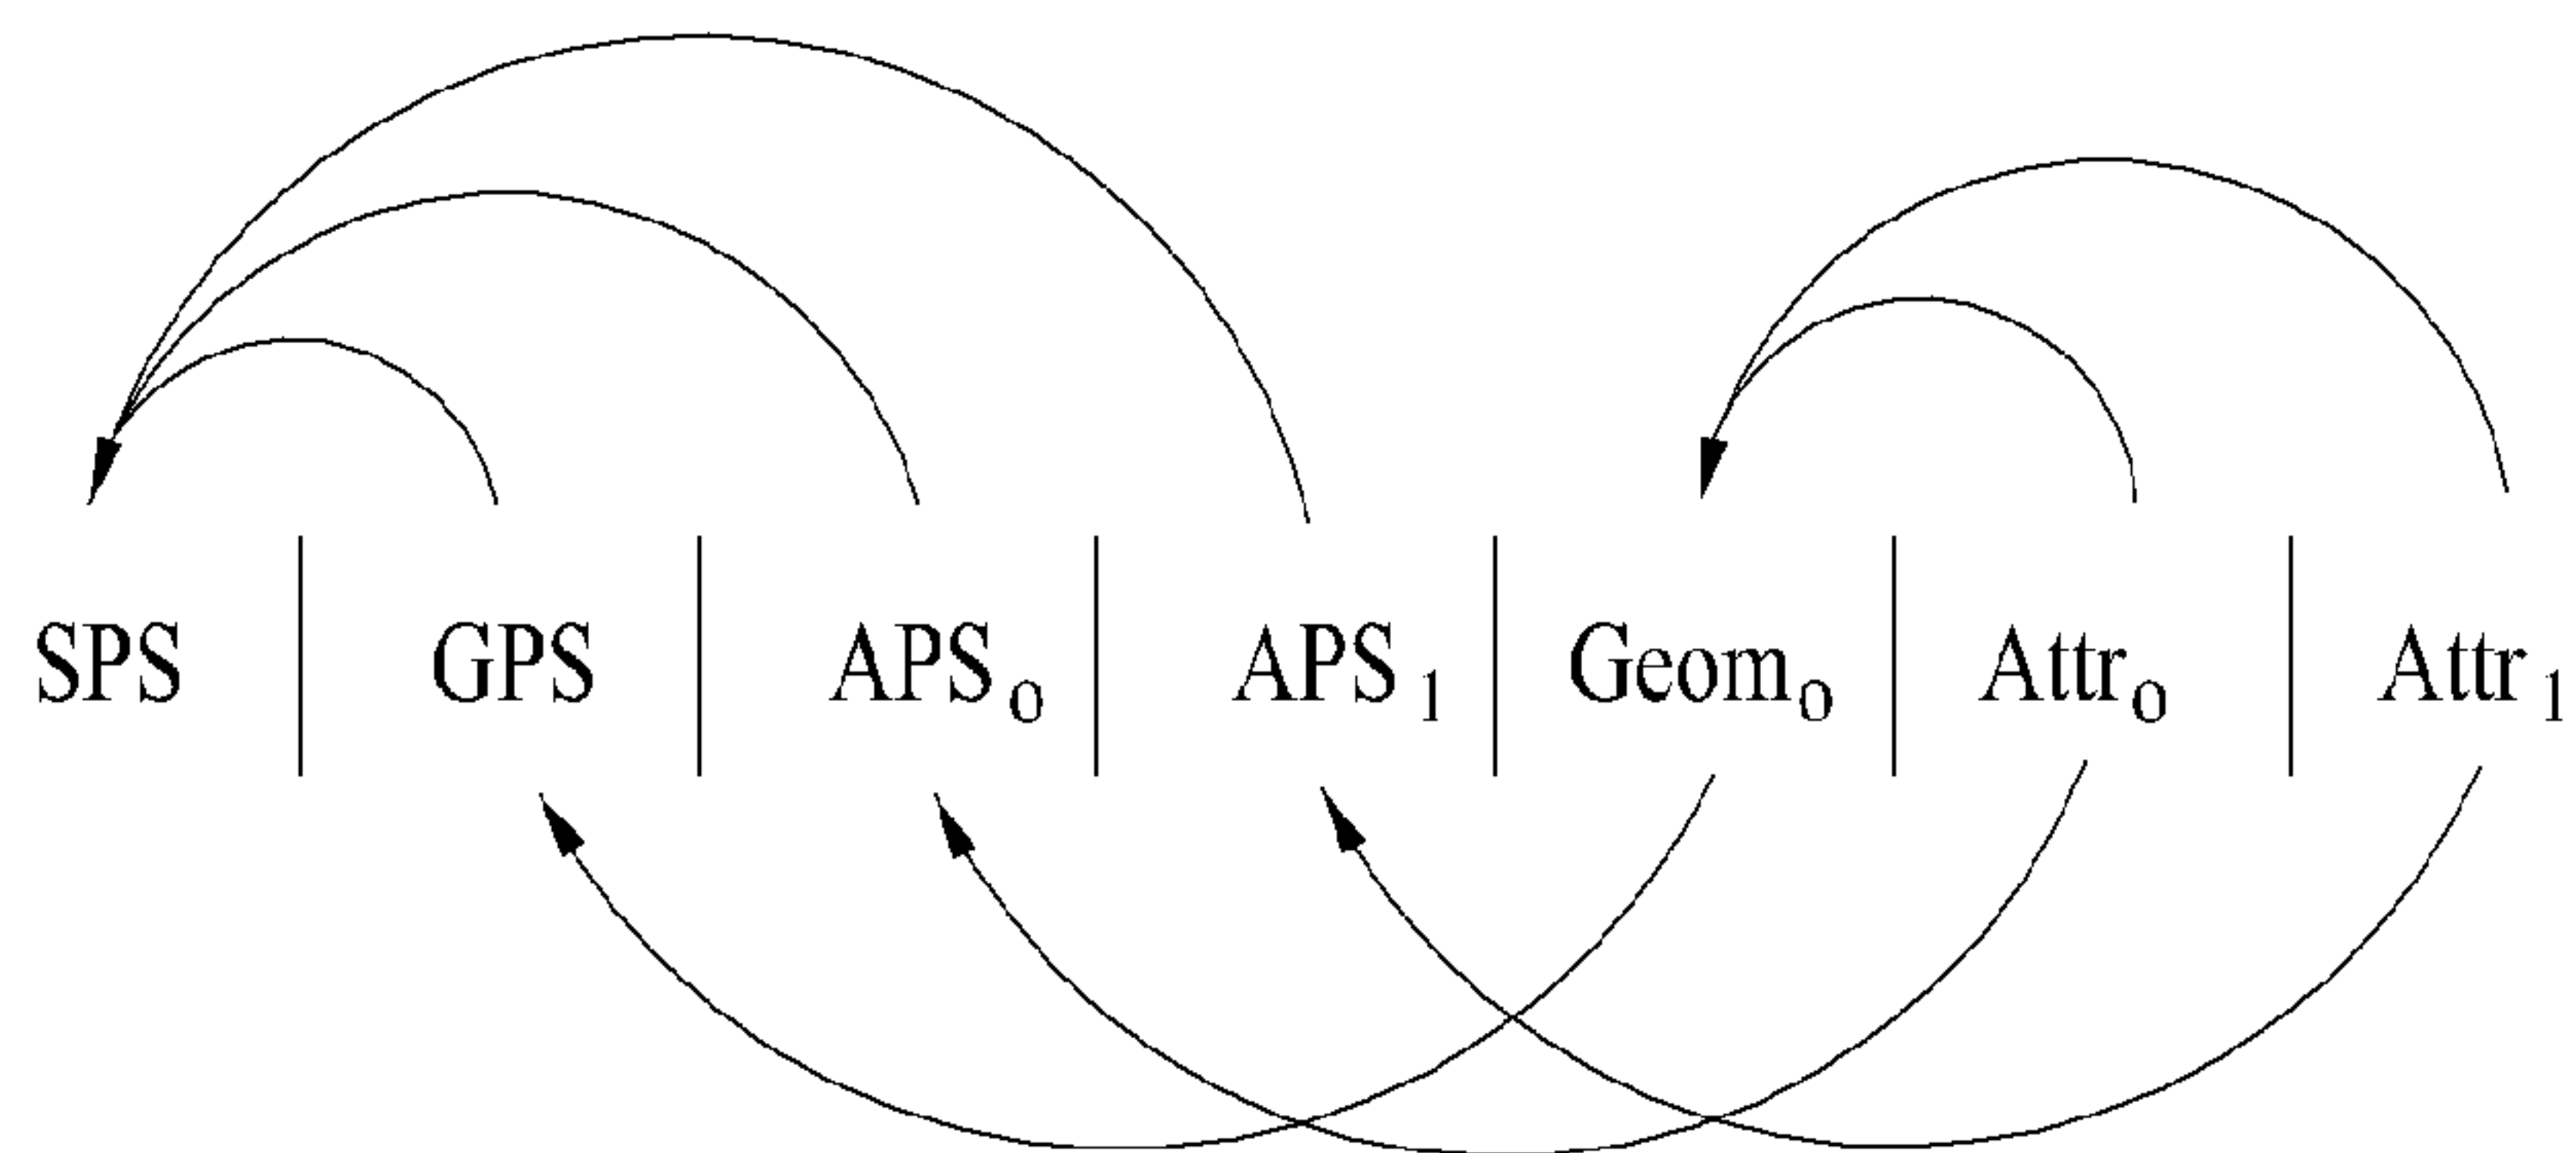 SPS | GPS | APS₀ | APS₁ | Geom₀ | Attr₀ | Attr₁